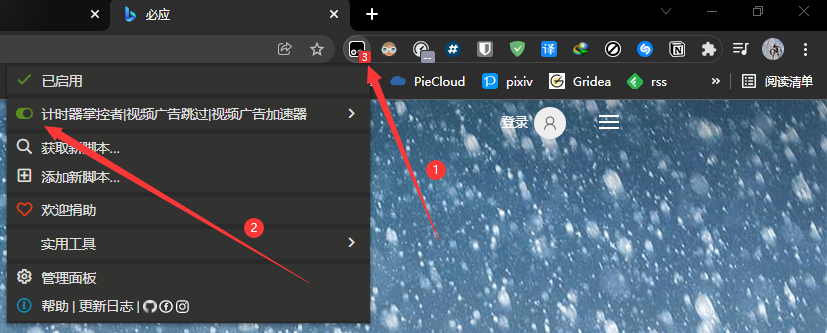 必应
3
PieCloud
pixiv
Gridea
rss
»
阅读清单
已启用
计时器掌控者|视频广告跳过|视频广告加速器
获取新脚本...
添加新脚本...
欢迎捐助
实用工具
管理面板
帮助 | 更新日志 |
登录
1
2